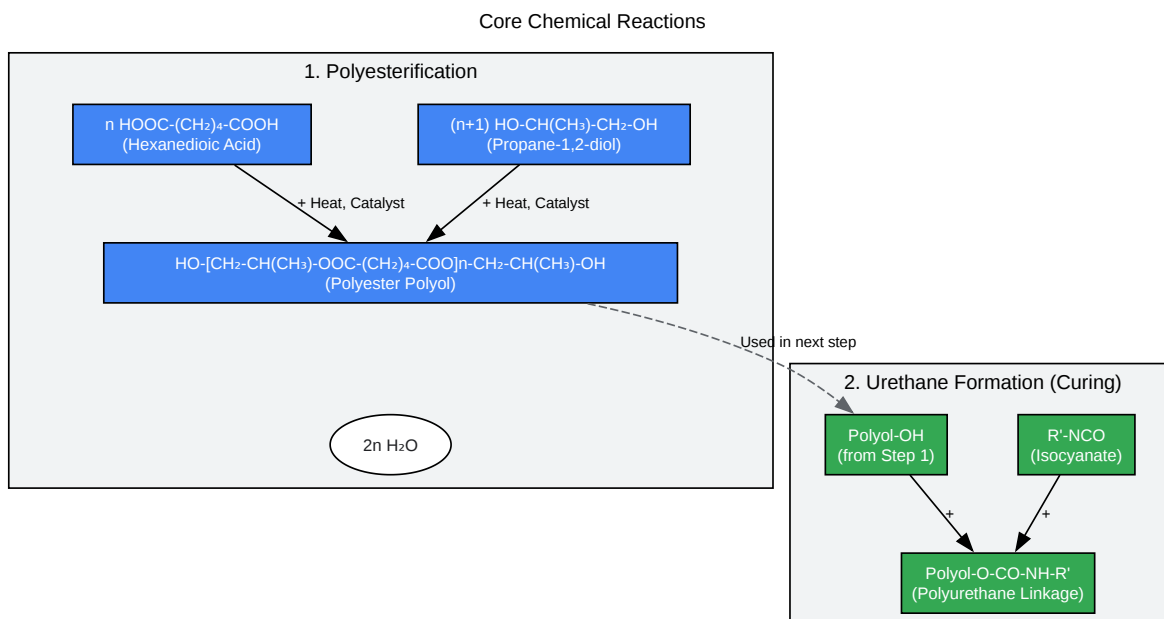 Core Chemical Reactions
1. Polyesterification
n HOOC-(CH₂)₄-COOH
(Hexanedioic Acid)
(n+1) HO-CH(CH₃)-CH₂-OH
(Propane-1,2-diol)
+ Heat, Catalyst
+ Heat, Catalyst
HO-[CH₂-CH(CH₃)-OOC-(CH₂)₄-COO]n-CH₂-CH(CH₃)-OH
(Polyester Polyol)
Used in next step
2n H₂O
2. Urethane Formation (Curing)
Polyol-OH
(from Step 1)
R'-NCO
(Isocyanate)
+
+
Polyol-O-CO-NH-R'
(Polyurethane Linkage)